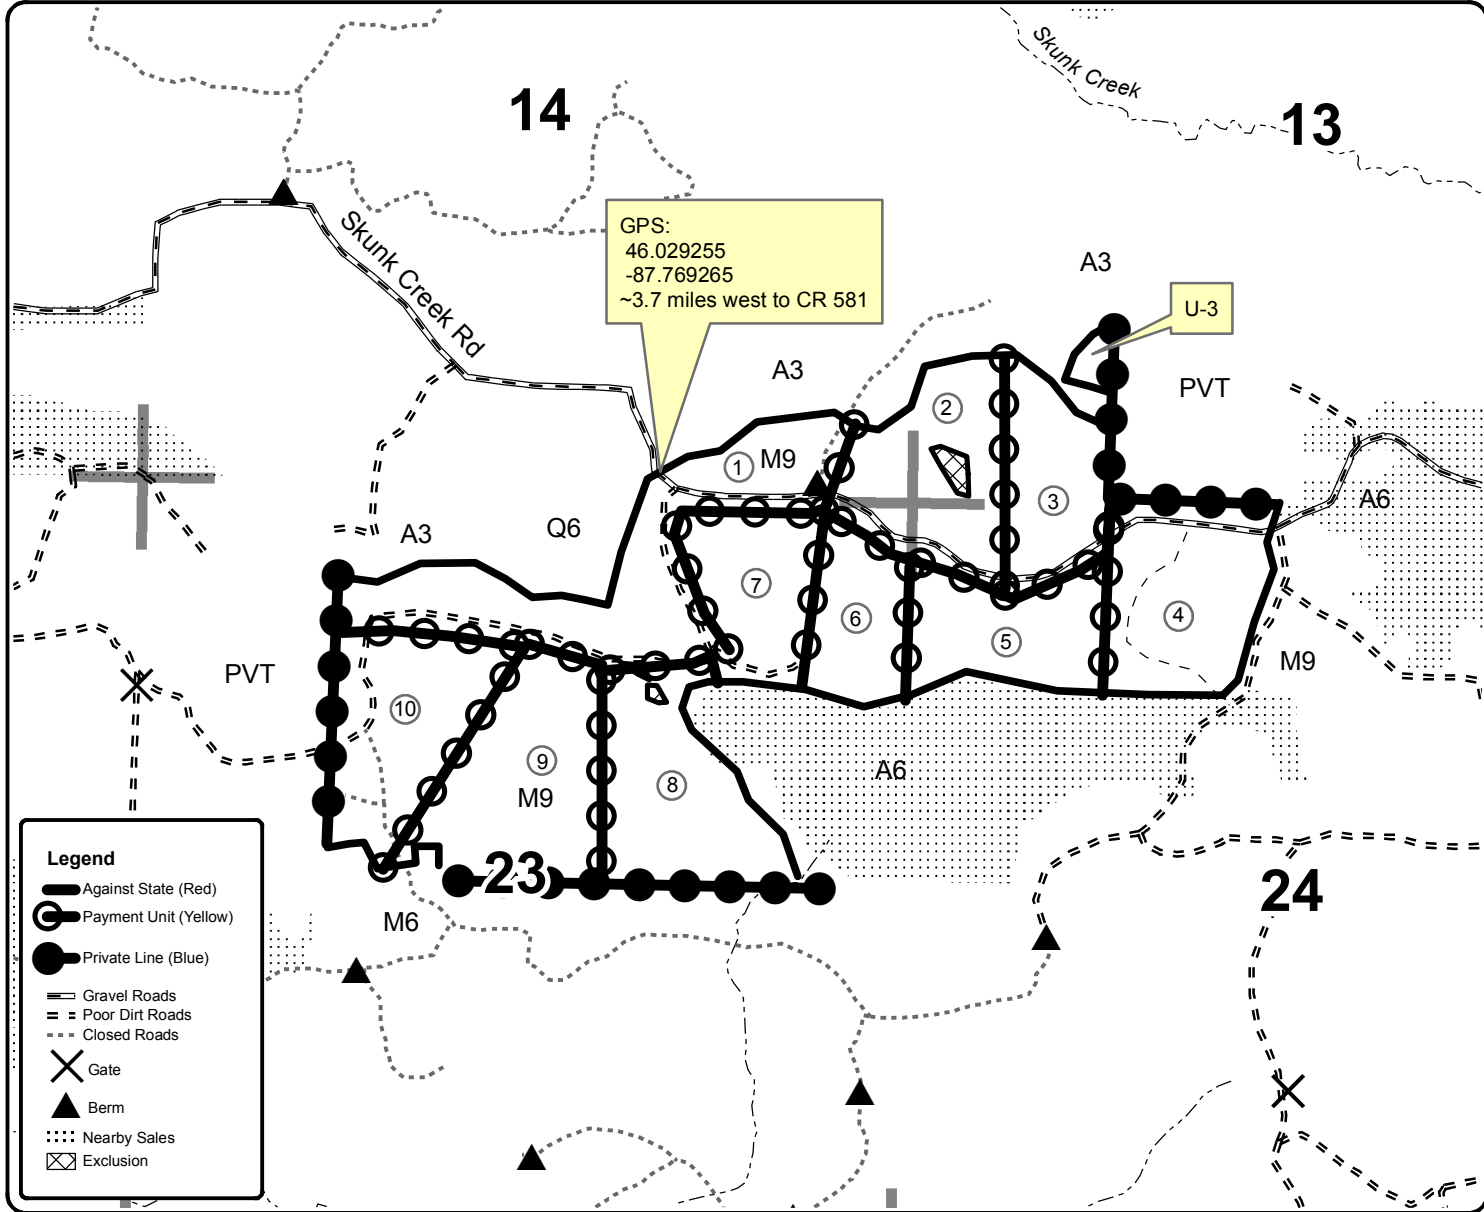 14
Skunk Creek
13
Skunk Creek Rd
GPS:
46.029255
-87.769265
~3.7 miles west to CR 581
A3
U-3
A3
PVT
2
1
M9
3
A6
A3
Q6
7
6
5
4
M9
PVT
10
9
M9
8
A6
23
24
M6
Legend
Against State (Red)
Payment Unit (Yellow)
Private Line (Blue)
Gravel Roads
Poor Dirt Roads
Closed Roads
Gate
Berm
Nearby Sales
Exclusion